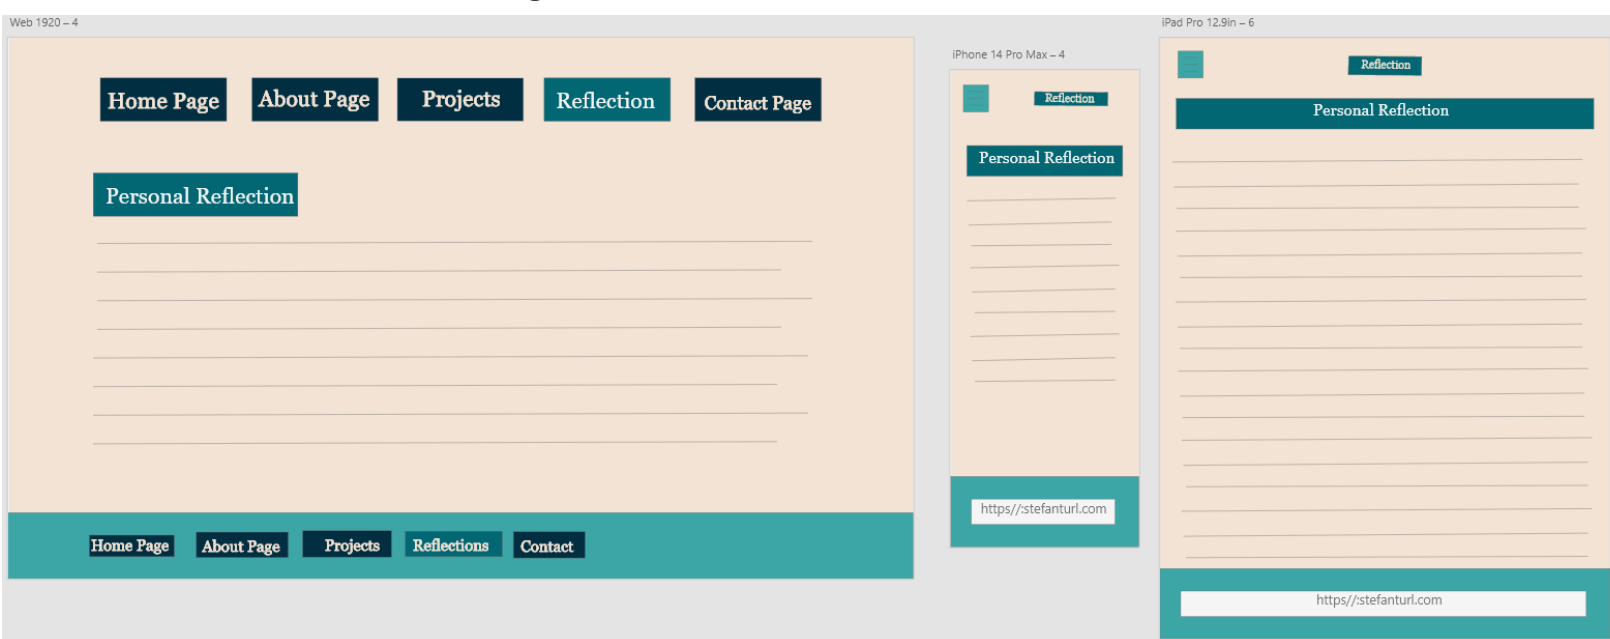 Web 1920 – 4
Home Page
About Page
Projects
Reflection
Contact Page
Personal Reflection
Home Page
About Page
Projects
Reflections
Contact
iPhone 14 Pro Max – 4
Reflection
Personal Reflection
https//:stefanturl.com
iPad Pro 12.9in – 6
Reflection
Personal Reflection
https//:stefanturl.com